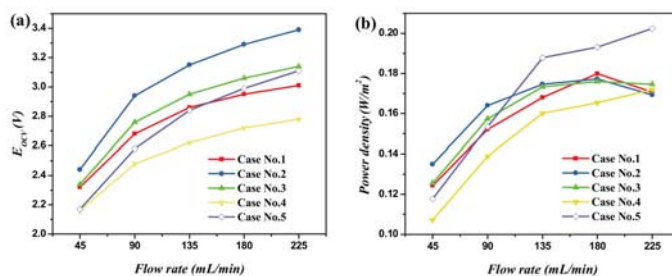 (a)
3.4
3.2
3.0
2.8
2.6
2.4
2.2
2.0
E_OCV (V)
Case No.1
Case No.2
Case No.3
Case No.4
Case No.5
45 90 135 180 225
Flow rate (mL/min)
(b)
0.20
0.18
0.16
0.14
0.12
0.10
Power density (W/m²)
Case No.1
Case No.2
Case No.3
Case No.4
Case No.5
45 90 135 180 225
Flow rate (mL/min)